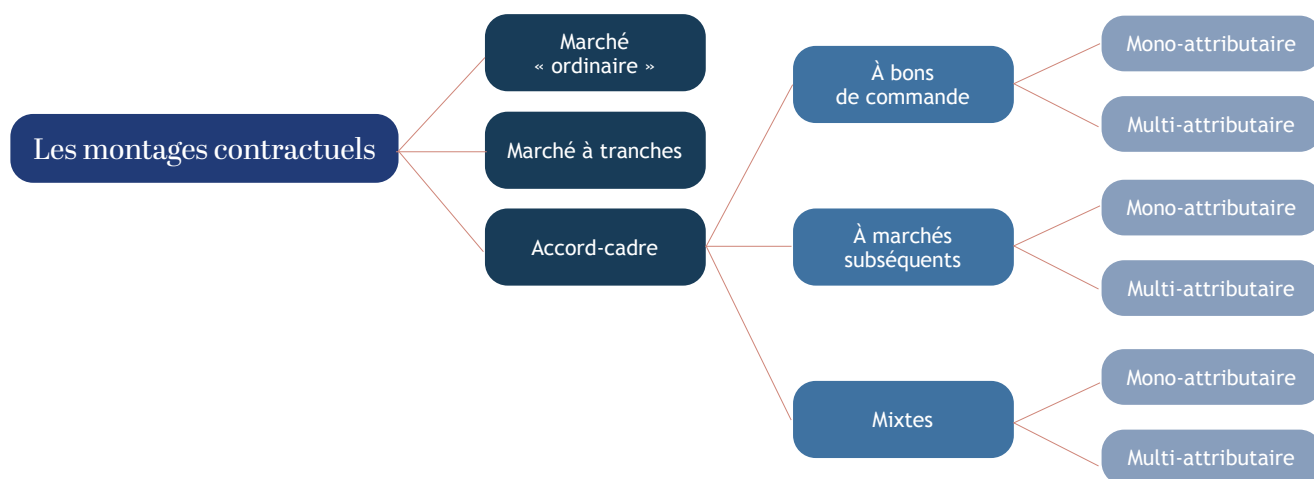 Les montages contractuels
Marché
« ordinaire »
Marché à tranches
Accord-cadre
À bons
de commande
Mono-attributaire
Multi-attributaire
À marchés
subséquents
Mono-attributaire
Multi-attributaire
Mixtes
Mono-attributaire
Multi-attributaire